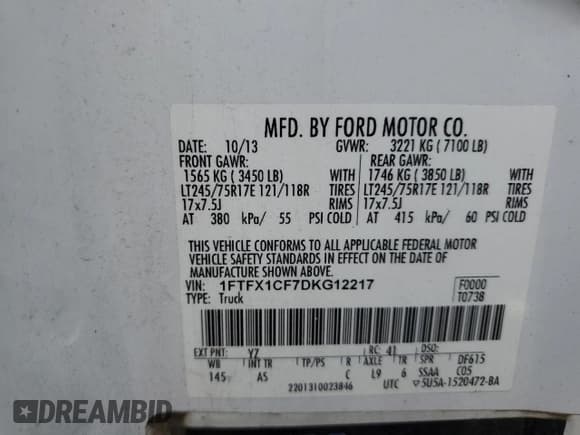 MFD. BY FORD MOTOR CO.
DATE: 10/13 GVWR: 3221 KG ( 7100 LB)
FRONT GAWR: REAR GAWR:
1565 KG ( 3450 LB) WITH 1746 KG ( 3850 LB) WITH
LT245/75R17E 121/118R TIRES LT245/75R17E 121/118R TIRES
17x7.5J RIMS 17x7.5J RIMS
AT 380 kPa/ 55 PSI COLD AT 415 kPa/ 60 PSI COLD
THIS VEHICLE CONFORMS TO ALL APPLICABLE FEDERAL MOTOR
VEHICLE SAFETY STANDARDS IN EFFECT ON THE DATE OF
MANUFACTURE SHOWN ABOVE.
VIN: 1FTFX1CF7DKG12217 F0000
TYPE: Truck T0738
EXT PNT: YZ RC: 41 DSO:
WB INT TR TP/PS R AXLE TR SPR DF615
145 AS C L9 6 SSAA C05
2201310023846 UTC 5U5A-1520472-BA
DREAMBID